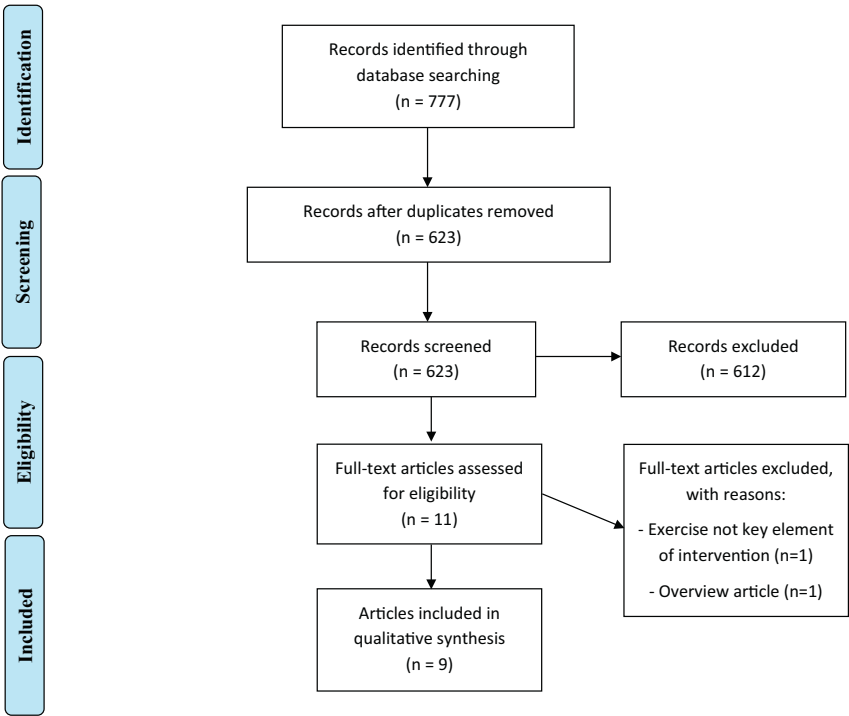 Identification
Records identified through
database searching
(n = 777)
Screening
Records after duplicates removed
(n = 623)
Records screened
(n = 623)
Records excluded
(n = 612)
Eligibility
Full-text articles assessed
for eligibility
(n = 11)
Full-text articles excluded,
with reasons:
- Exercise not key element
of intervention (n=1)
- Overview article (n=1)
Included
Articles included in
qualitative synthesis
(n = 9)